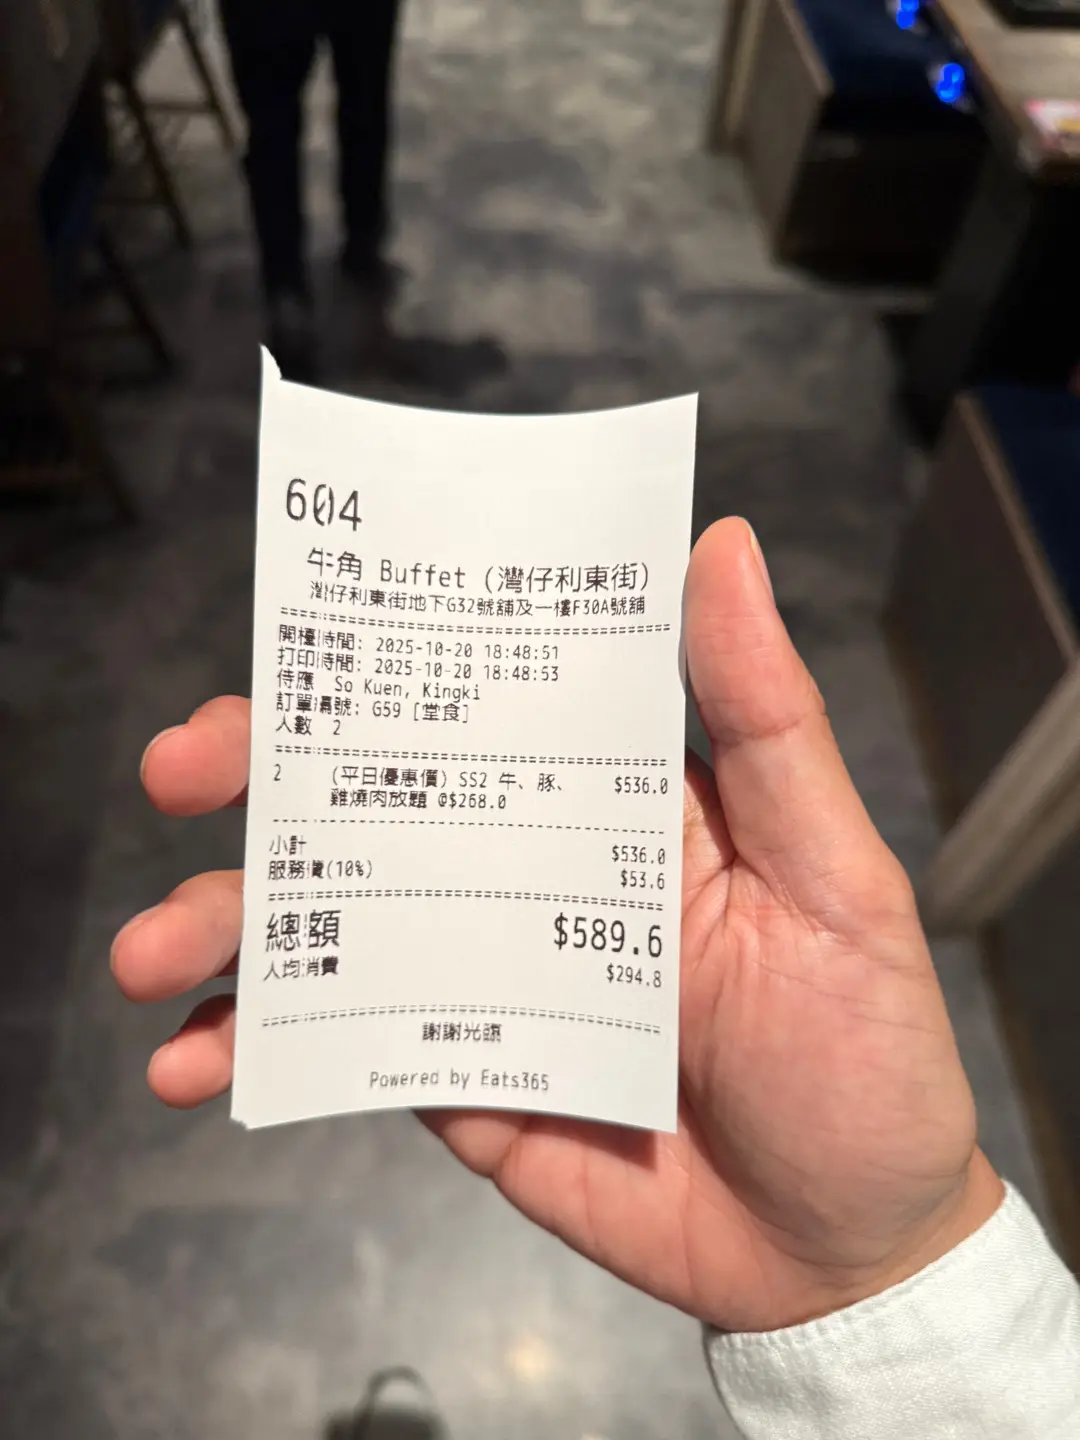 604
牛角 Buffet (灣仔利東街)
灣仔利東街地下G32號舖及一樓F30A號舖
開檯時間: 2025-10-20 18:48:51
打印時間: 2025-10-20 18:48:53
侍應 So Kuen, Kingki
訂單編號: G59 [堂食]
人數 2
2 (平日優惠價) SS2 牛、豚、 $536.0
雞燒肉放題 @$268.0
小計 $536.0
服務費(10%) $53.6
總額 $589.6
人均消費 $294.8
謝謝光臨
Powered by Eats365